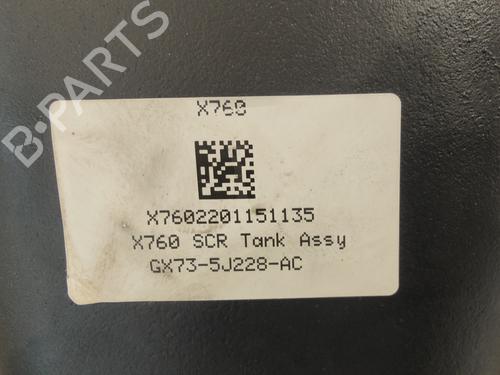 B-PARTS
X760
X7602201151135
X760 SCR Tank Assy
GX73-5J228-AC